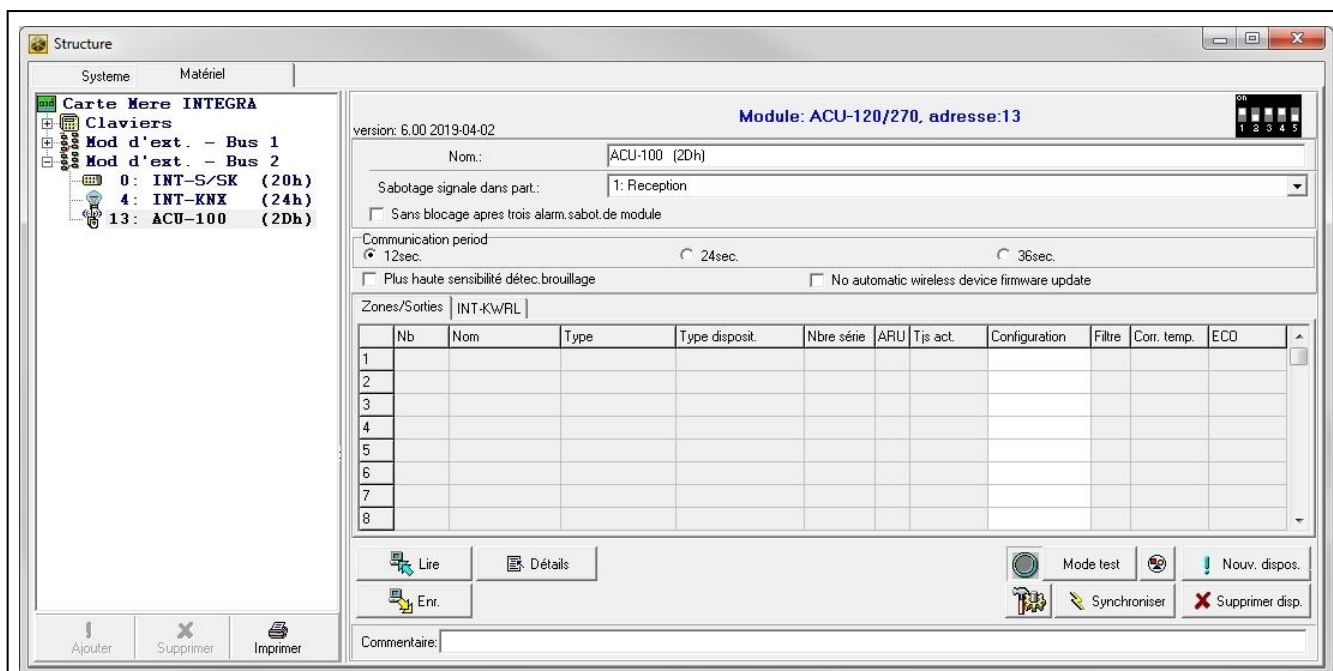 Structure
Systeme Matériel
Carte Mere INTEGRA
Claviers
Mod d'ext. – Bus 1
Mod d'ext. – Bus 2
0: INT-S/SK (20h)
4: INT-KNX (24h)
13: ACU-100 (2Dh)
Ajouter Supprimer Imprimer
Module: ACU-120/270, adresse:13
version: 6.00 2019-04-02
on
1 2 3 4 5
Nom.: ACU-100 (2Dh)
Sabotage signale dans part.: 1: Reception
Sans blocage apres trois alarm.sabot.de module
Communication period
12sec. 24sec. 36sec.
Plus haute sensibilité détec.brouillage No automatic wireless device firmware update
Zones/Sorties INT-KWRL
Nb Nom Type Type disposit. Nbre série ARU Tjs act. Configuration Filtre Corr. temp. ECO
1
2
3
4
5
6
7
8
Lire Détails Mode test Nouv. dispos.
Enr. Synchroniser Supprimer disp.
Commentaire: